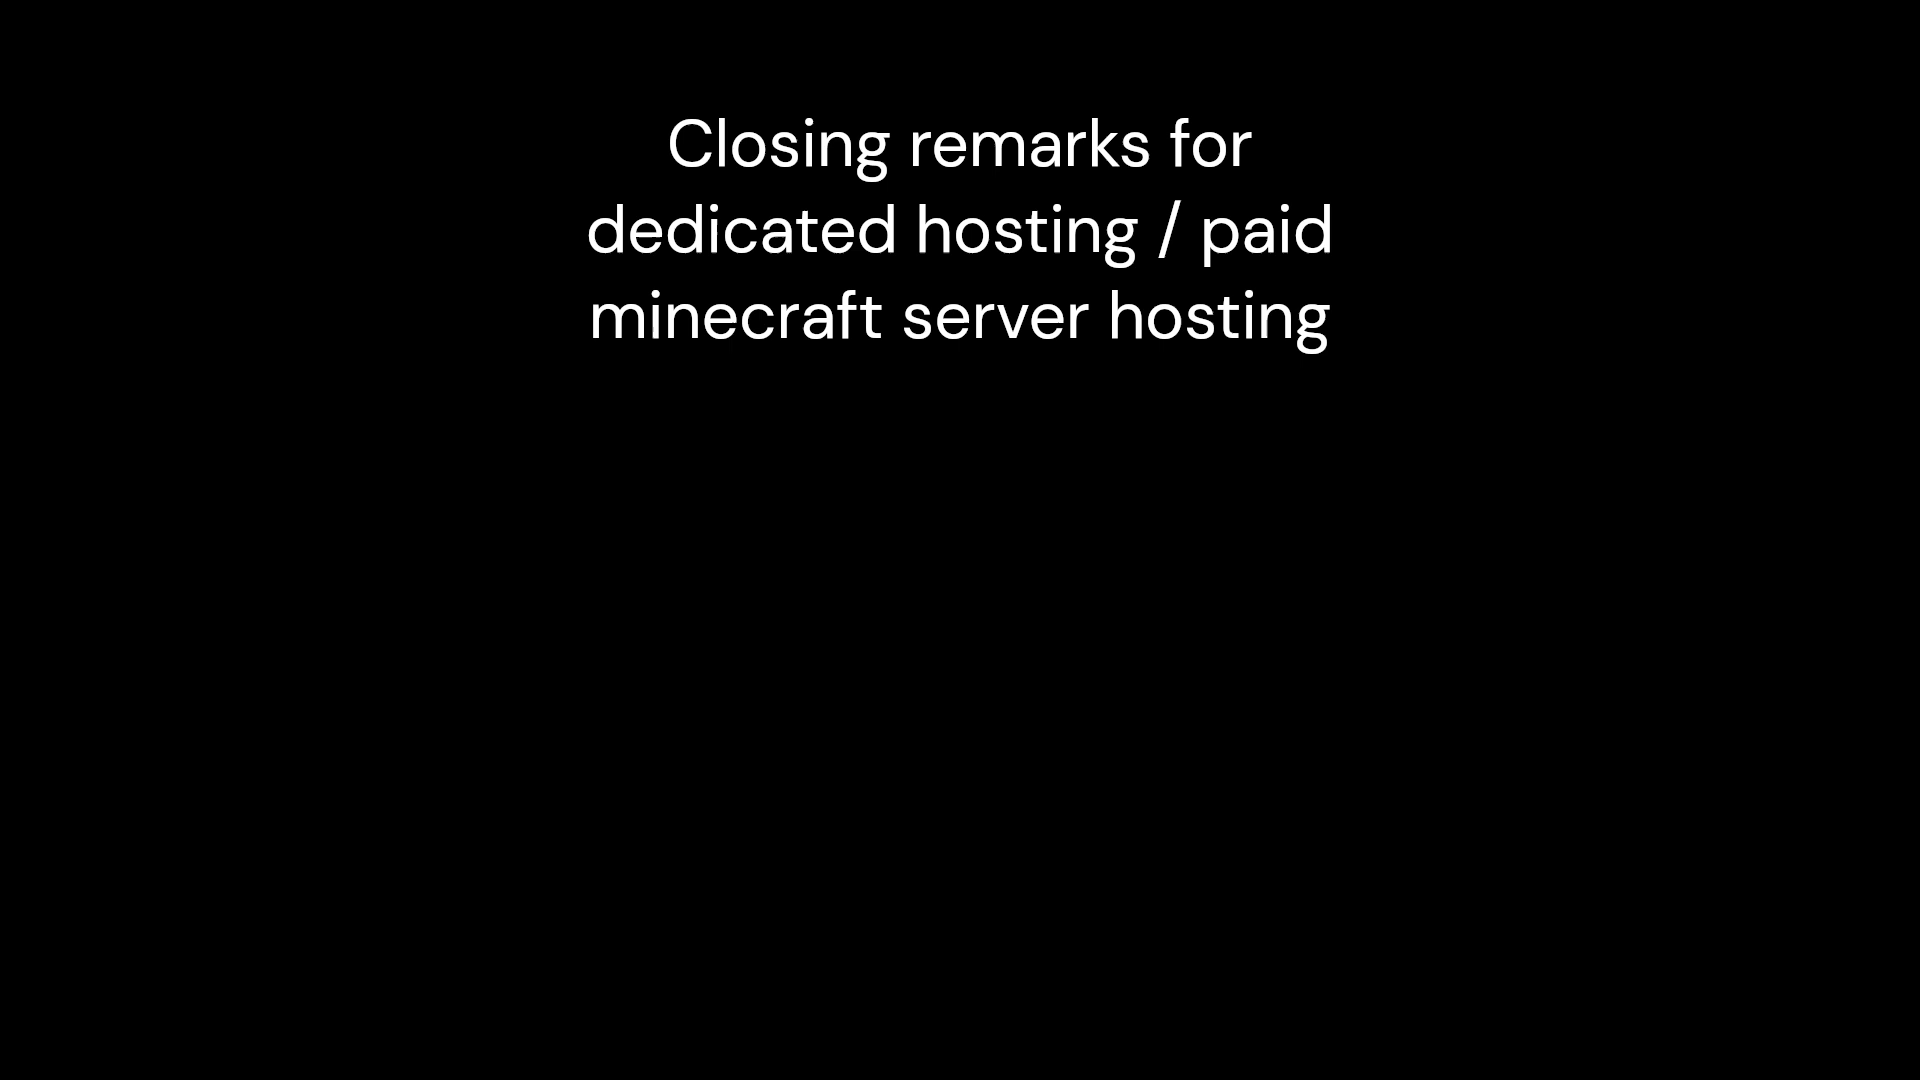 Closing remarks for
dedicated hosting / paid
minecraft server hosting